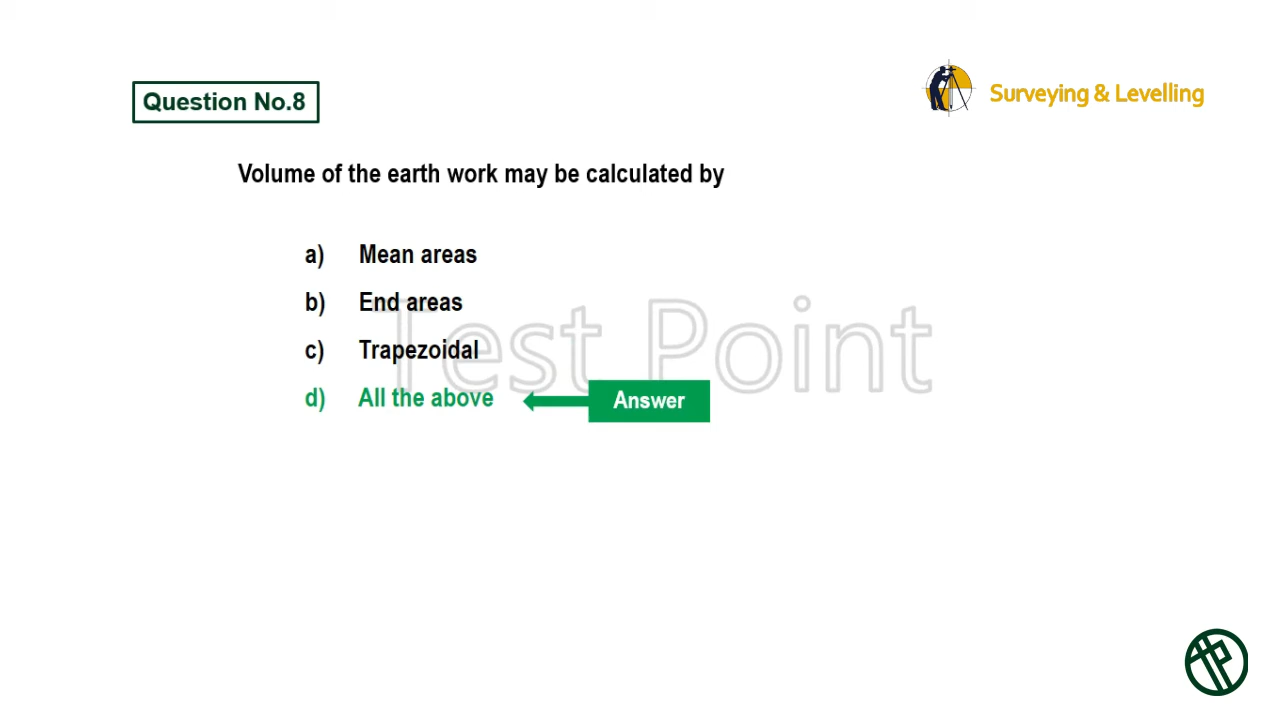 Question No.8
Surveying & Levelling
Volume of the earth work may be calculated by
a) Mean areas
b) End areas
c) Trapezoidal
d) All the above
Answer
Test Point